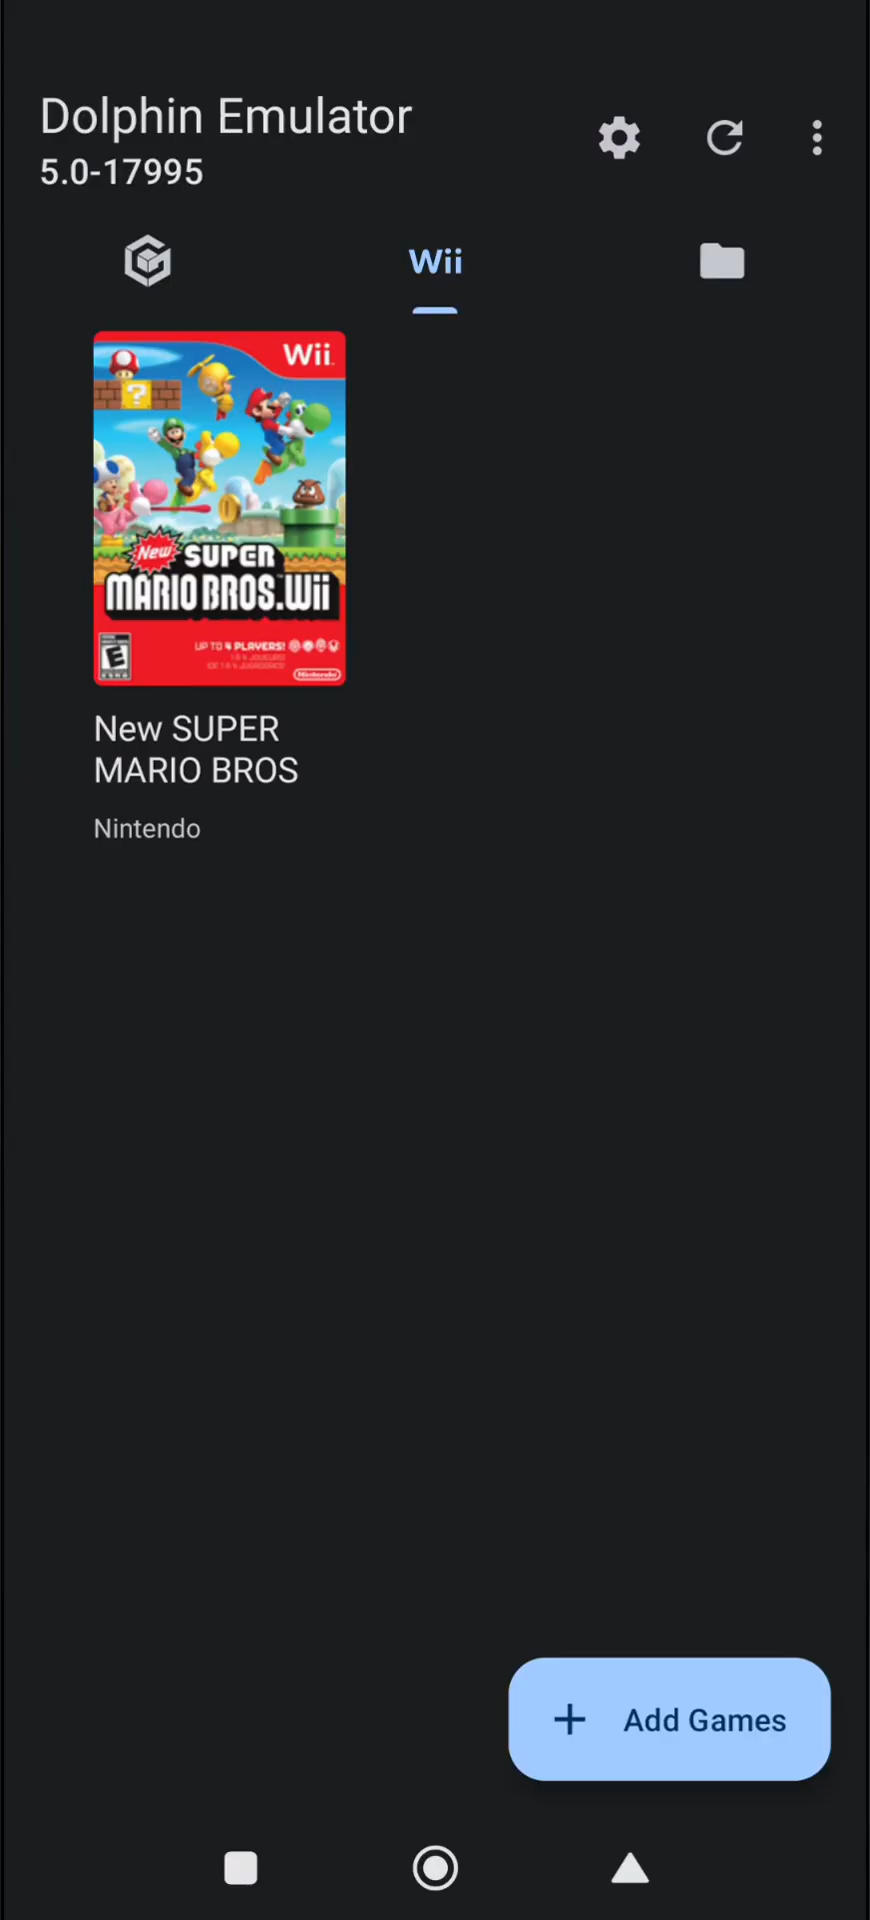 Dolphin Emulator
5.0-17995
Wii
Wii
?
New SUPER
MARIO BROS.Wii
E
UP TO 4 PLAYERS!
Nintendo
New SUPER
MARIO BROS
Nintendo
+ Add Games